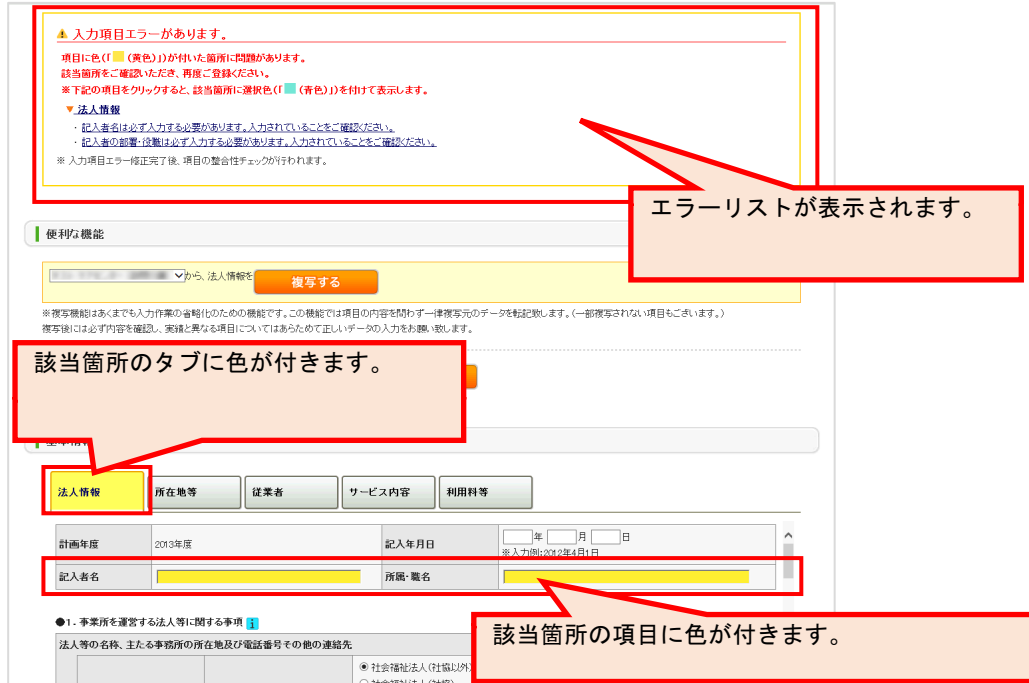 ⚠ 入力項目エラーがあります。
項目に色(「 (黄色)」)が付いた箇所に問題があります。
該当箇所をご確認いただき、再度ご登録ください。
※下記の項目をクリックすると、該当箇所に選択色(「 (青色)」)を付けて表示します。
▼法人情報
・ 記入者名は必ず入力する必要があります。入力されていることをご確認ください。
・ 記入者の部署・役職は必ず入力する必要があります。入力されていることをご確認ください。
※ 入力項目エラー修正完了後、項目の整合性チェックが行われます。
エラーリストが表示されます。
便利な機能
から、法人情報を 複写する
※複写機能はあくまでも入力作業の省略化のための機能です。この機能では項目の内容を問わず一律複写元のデータを転記致します。(一部複写されない項目もございます。)
複写後には必ず内容を確認し、実績と異なる項目についてはあらためて正しいデータの入力をお願い致します。
該当箇所のタブに色が付きます。
法人情報 所在地等 従業者 サービス内容 利用料等
計画年度 2013年度 記入年月日 年 月 日
※入力例:2012年4月1日
記入者名 所属・職名
●1. 事業所を運営する法人等に関する事項 i
該当箇所の項目に色が付きます。
法人等の名称、主たる事務所の所在地及び電話番号その他の連絡先
社会福祉法人(社協以外)